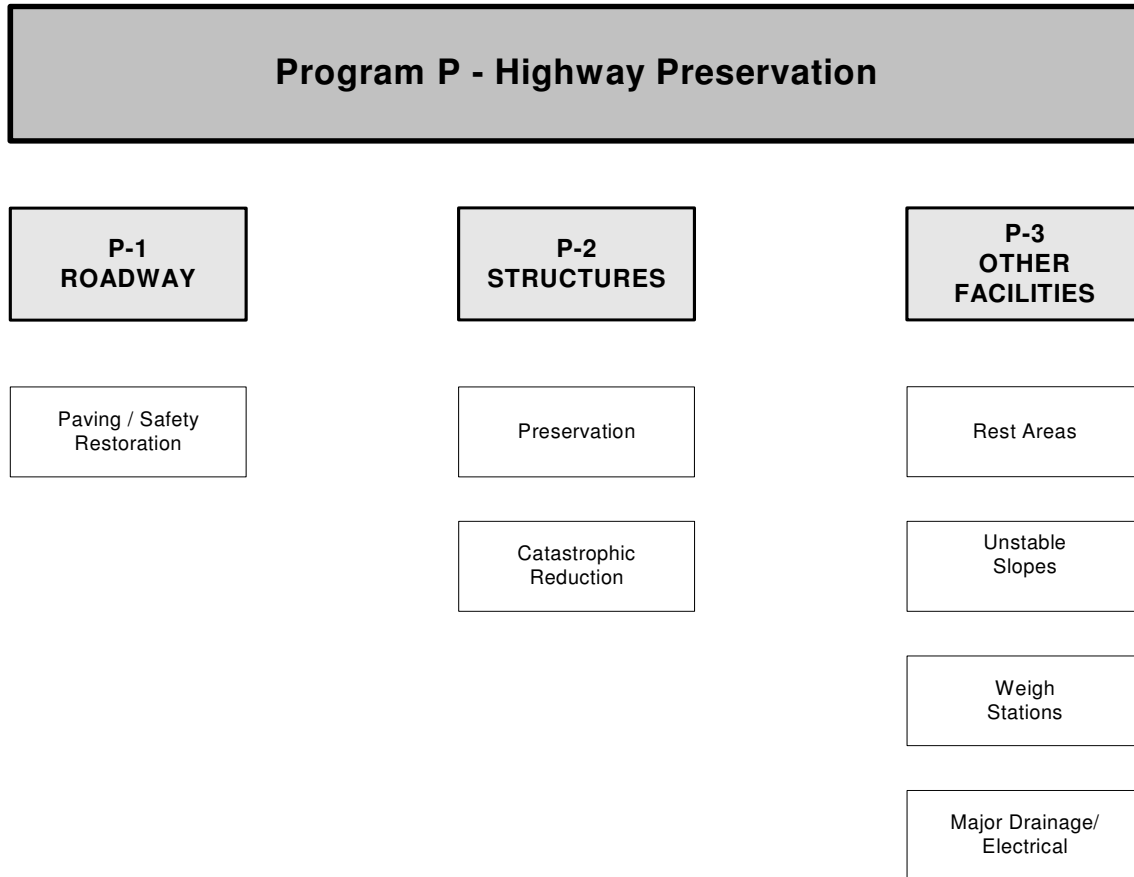 Program P - Highway Preservation
P-1
ROADWAY
P-2
STRUCTURES
P-3
OTHER
FACILITIES
Paving / Safety
Restoration
Preservation
Rest Areas
Catastrophic
Reduction
Unstable
Slopes
Weigh
Stations
Major Drainage/
Electrical